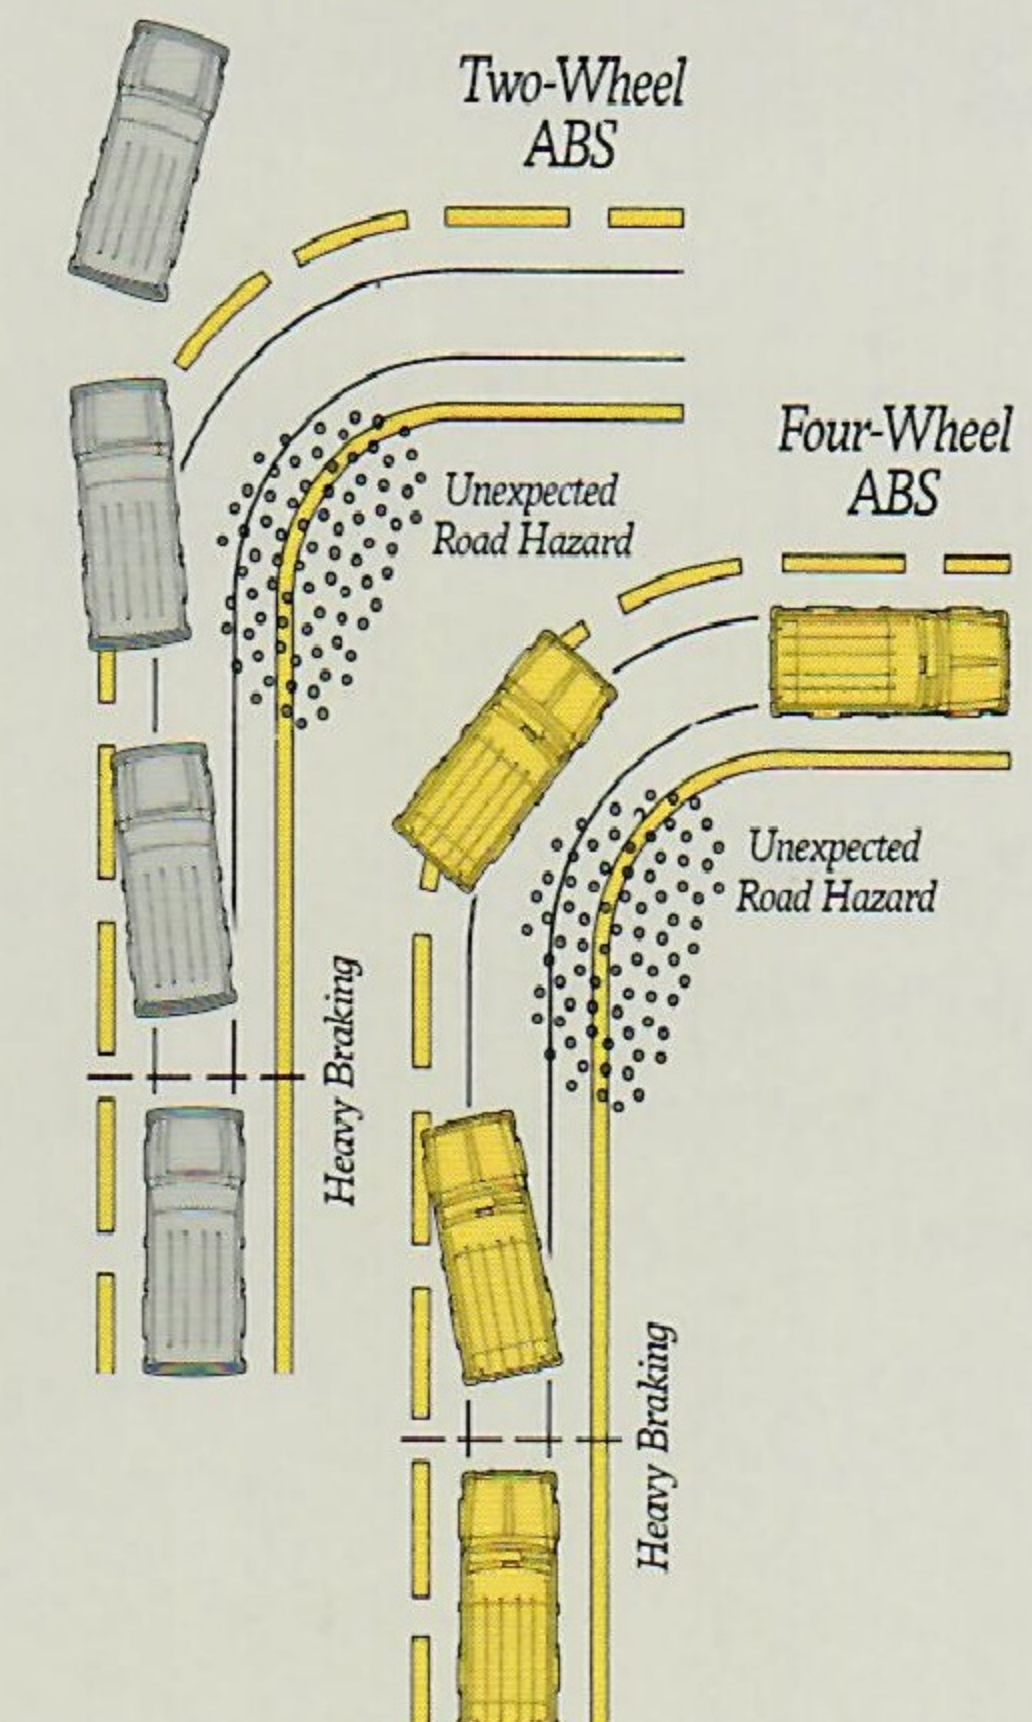 Two-Wheel
ABS
Unexpected
Road Hazard
Heavy Braking
Four-Wheel
ABS
Unexpected
Road Hazard
Heavy Braking